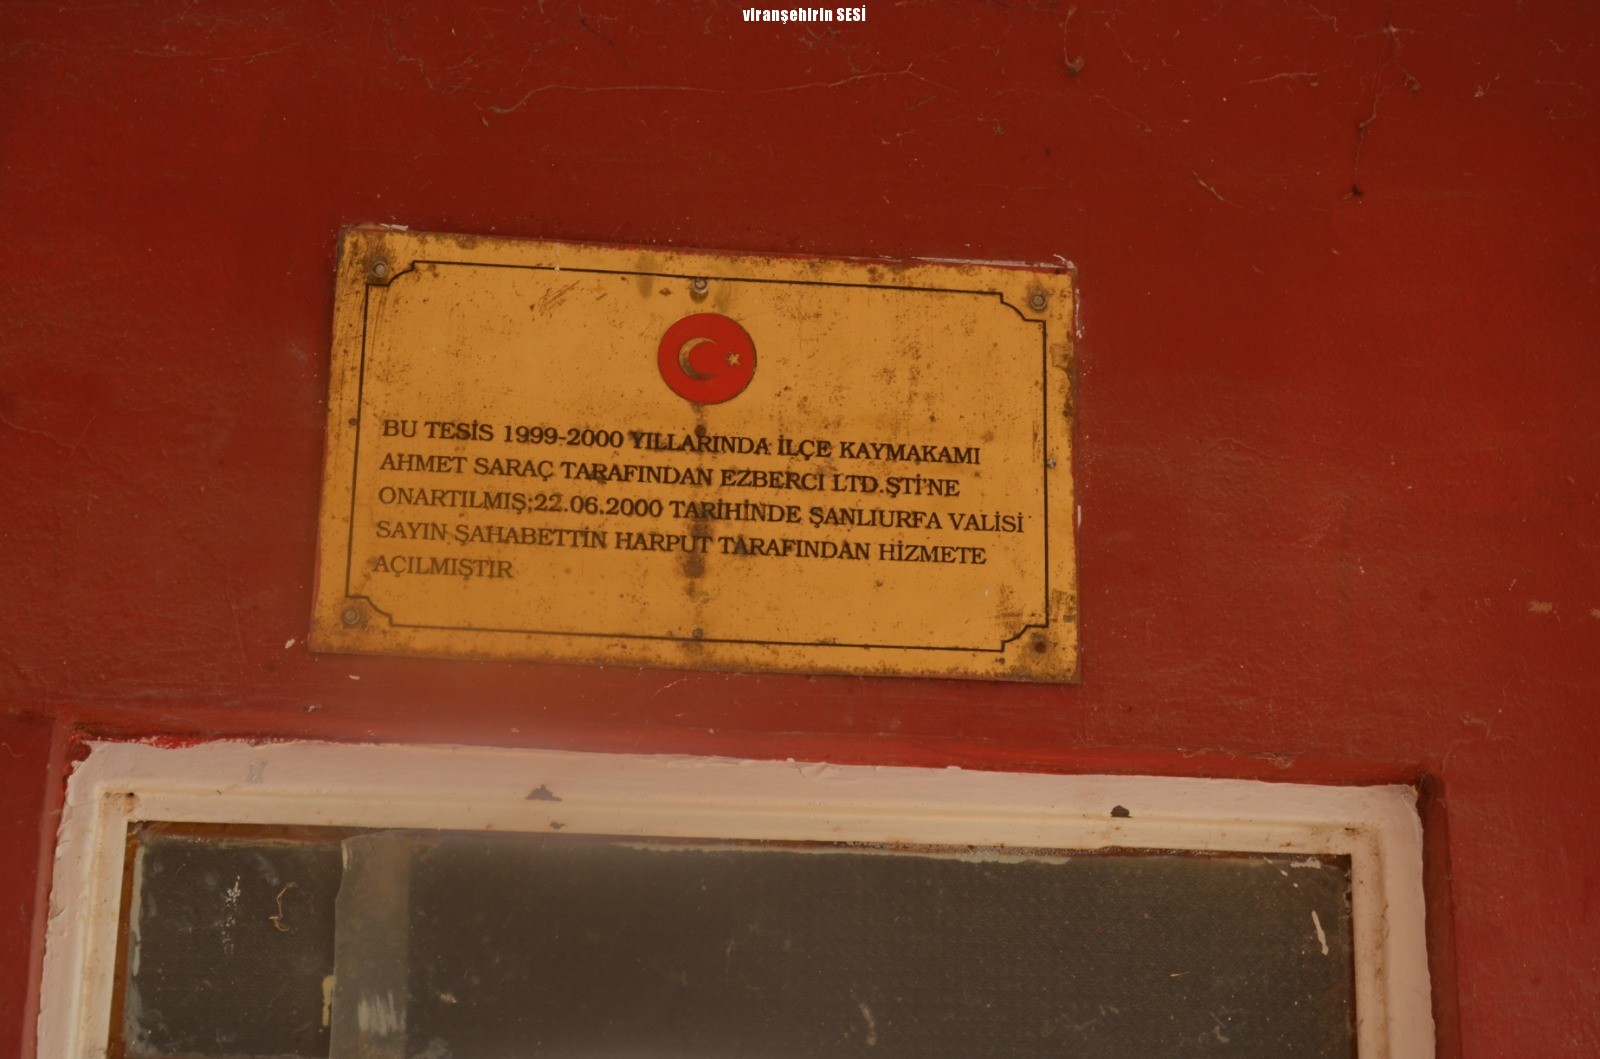 viranşehirin SESİ
BU TESİS 1999-2000 YILLARINDA İLÇE KAYMAKAMI
AHMET SARAÇ TARAFINDAN EZBERCI LTD.ŞTİ'NE
ONARTILMIŞ;22.06.2000 TARİHİNDE ŞANLIURFA VALİSİ
SAYIN ŞAHABETTİN HARPUT TARAFINDAN HİZMETE
AÇILMIŞTIR